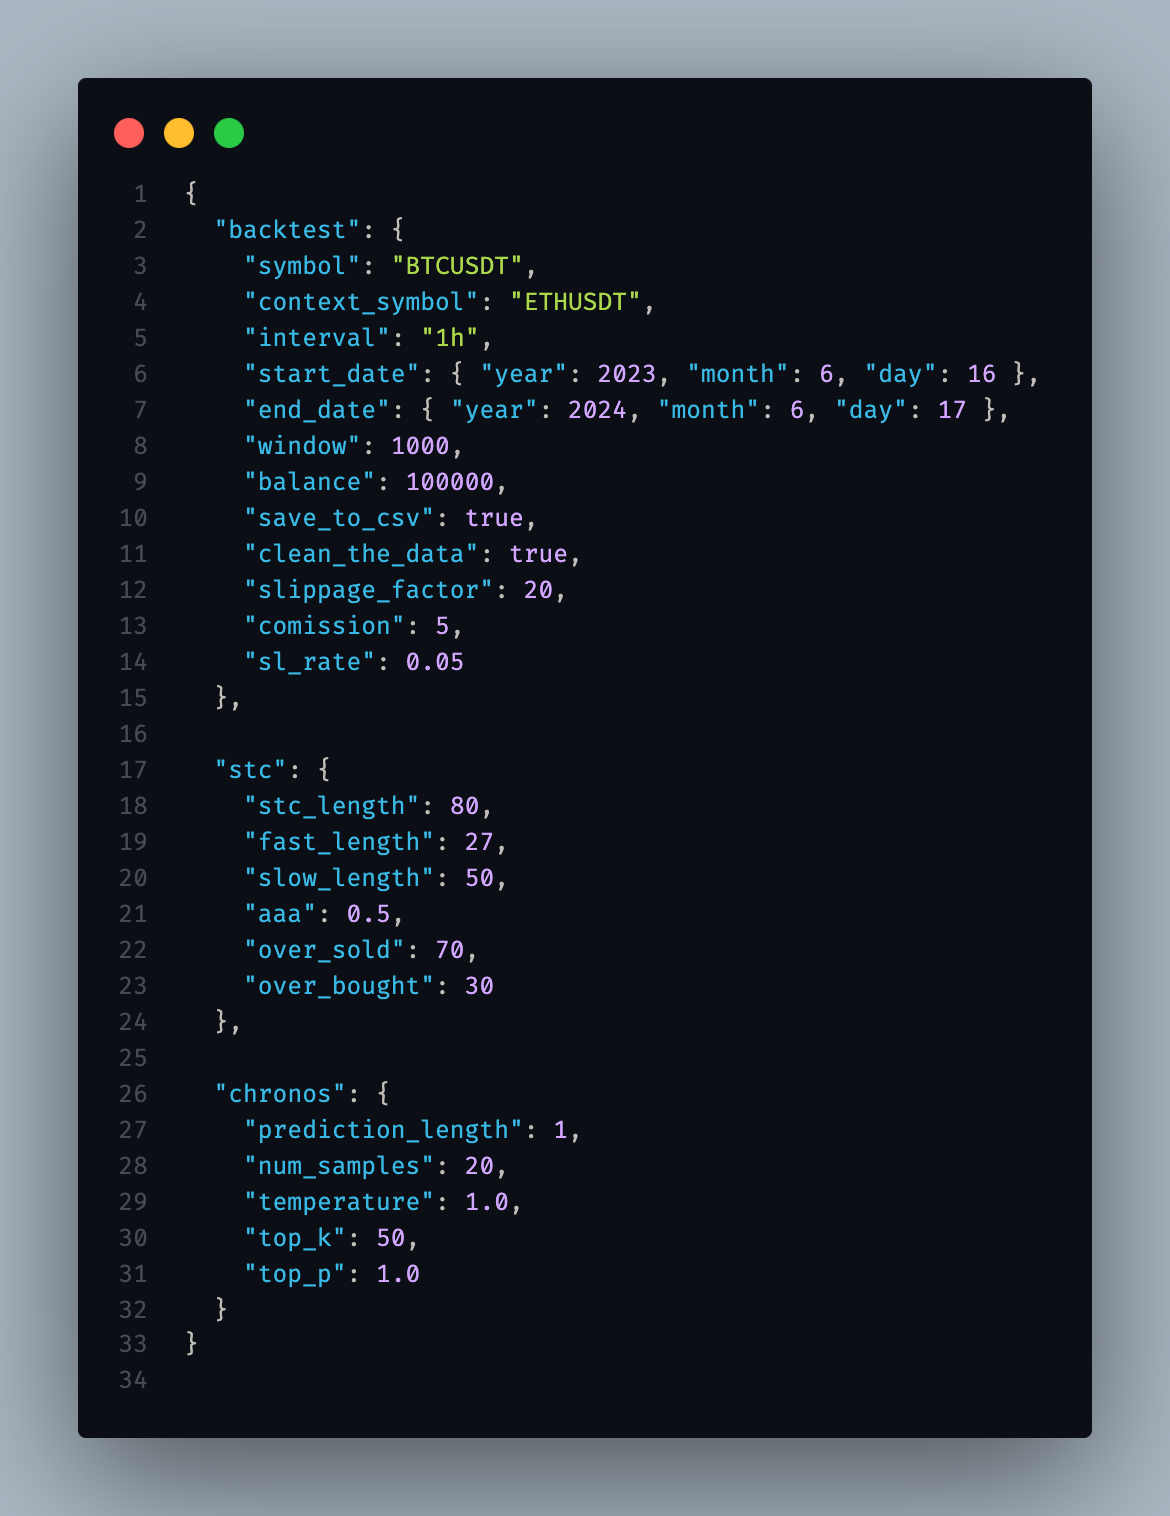 1 {
2   "backtest": {
3     "symbol": "BTCUSDT",
4     "context_symbol": "ETHUSDT",
5     "interval": "1h",
6     "start_date": { "year": 2023, "month": 6, "day": 16 },
7     "end_date": { "year": 2024, "month": 6, "day": 17 },
8     "window": 1000,
9     "balance": 100000,
10     "save_to_csv": true,
11     "clean_the_data": true,
12     "slippage_factor": 20,
13     "comission": 5,
14     "sl_rate": 0.05
15   },
16
17   "stc": {
18     "stc_length": 80,
19     "fast_length": 27,
20     "slow_length": 50,
21     "aaa": 0.5,
22     "over_sold": 70,
23     "over_bought": 30
24   },
25
26   "chronos": {
27     "prediction_length": 1,
28     "num_samples": 20,
29     "temperature": 1.0,
30     "top_k": 50,
31     "top_p": 1.0
32   }
33 }
34